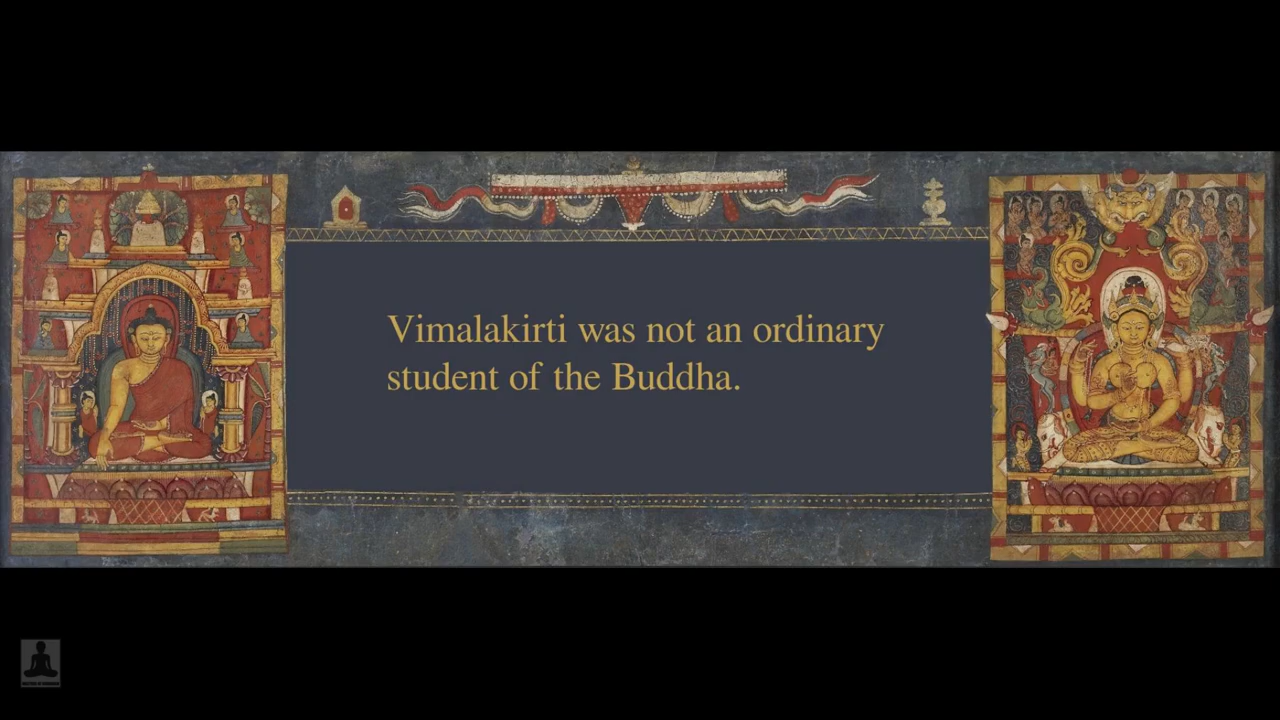 Vimalakirti was not an ordinary
student of the Buddha.